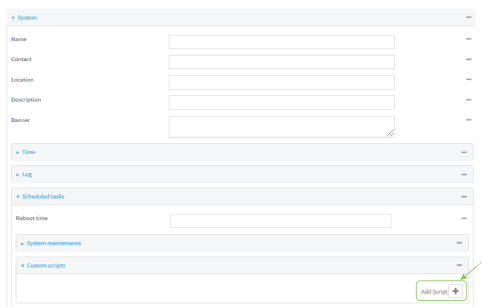 System
Name
Contact
Location
Description
Banner
Time
Log
Scheduled tasks
Reboot time
System maintenance
Custom scripts
Add Script